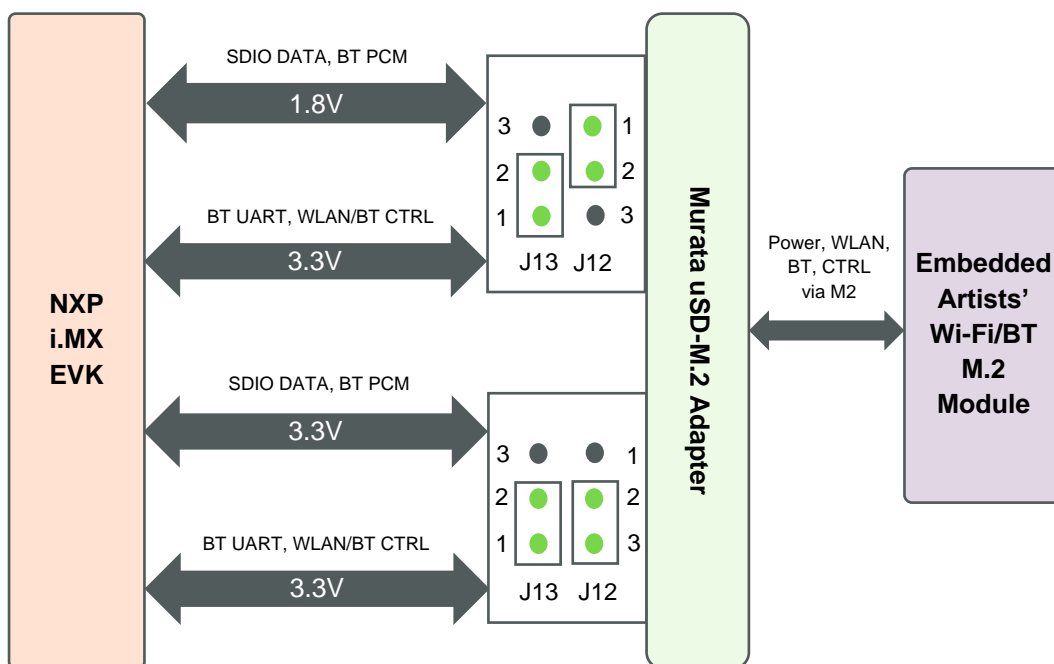 NXP
i.MX
EVK
SDIO DATA, BT PCM
1.8V
BT UART, WLAN/BT CTRL
3.3V
3 1
2 2
1 3
J13 J12
SDIO DATA, BT PCM
3.3V
BT UART, WLAN/BT CTRL
3.3V
3 1
2 2
1 3
J13 J12
Murata uSD-M.2 Adapter
Power, WLAN,
BT, CTRL
via M2
Embedded
Artists’
Wi-Fi/BT
M.2
Module